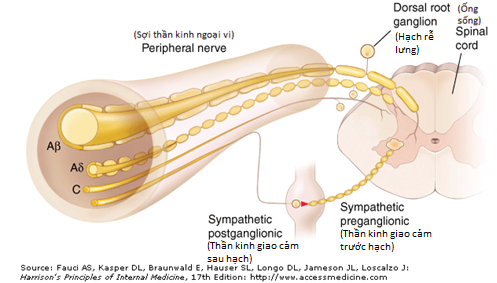 (Sợi thần kinh ngoại vi)
Peripheral nerve
Dorsal root
ganglion
(Hạch rễ
lưng)
(Ống
sống)
Spinal
cord
Aβ
Aδ
C
Sympathetic
postganglionic
(Thần kinh giao cảm
sau hạch)
Sympathetic
preganglionic
(Thần kinh giao cảm
trước hạch)
Source: Fauci AS, Kasper DL, Braunwald E, Hauser SL, Longo DL, Jameson JL, Loscalzo J:
Harrison's Principles of Internal Medicine, 17th Edition: http://www.accessmedicine.com